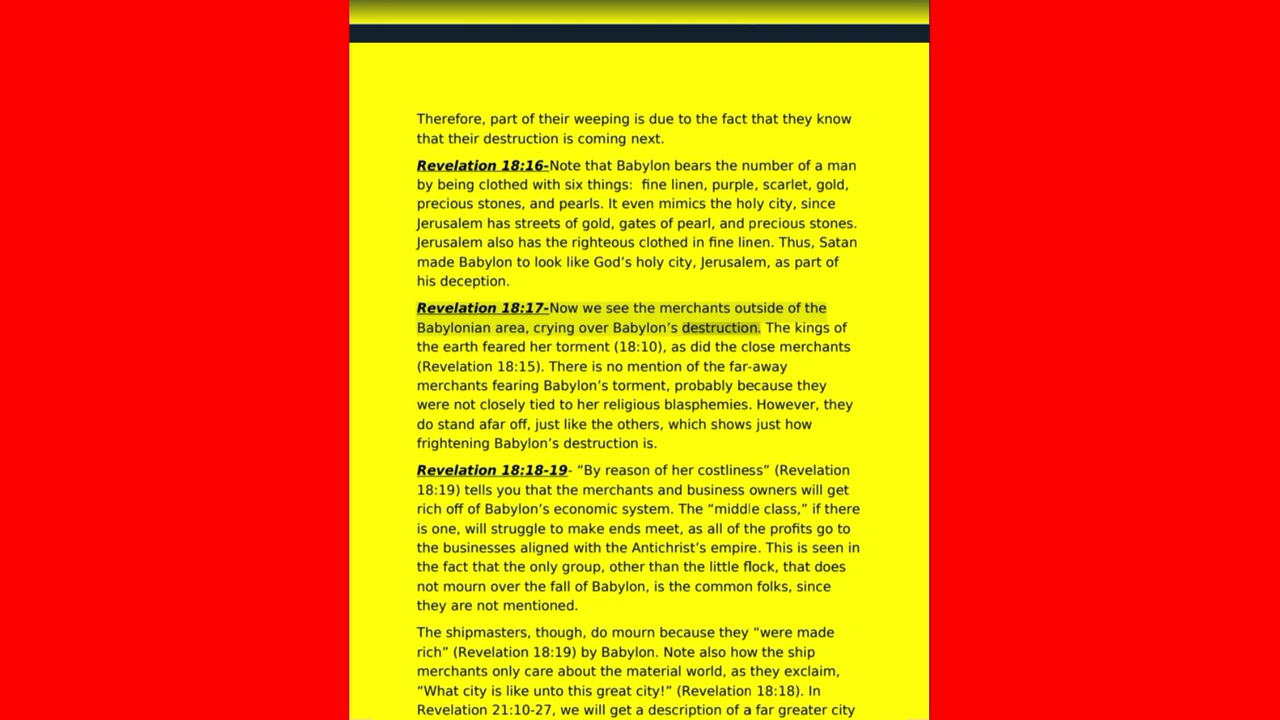 Therefore, part of their weeping is due to the fact that they know
that their destruction is coming next.
Revelation 18:16-Note that Babylon bears the number of a man
by being clothed with six things:  fine linen, purple, scarlet, gold,
precious stones, and pearls. It even mimics the holy city, since
Jerusalem has streets of gold, gates of pearl, and precious stones.
Jerusalem also has the righteous clothed in fine linen. Thus, Satan
made Babylon to look like God’s holy city, Jerusalem, as part of
his deception.
Revelation 18:17-Now we see the merchants outside of the
Babylonian area, crying over Babylon’s destruction. The kings of
the earth feared her torment (18:10), as did the close merchants
(Revelation 18:15). There is no mention of the far-away
merchants fearing Babylon’s torment, probably because they
were not closely tied to her religious blasphemies. However, they
do stand afar off, just like the others, which shows just how
frightening Babylon’s destruction is.
Revelation 18:18-19- “By reason of her costliness” (Revelation
18:19) tells you that the merchants and business owners will get
rich off of Babylon’s economic system. The “middle class,” if there
is one, will struggle to make ends meet, as all of the profits go to
the businesses aligned with the Antichrist’s empire. This is seen in
the fact that the only group, other than the little flock, that does
not mourn over the fall of Babylon, is the common folks, since
they are not mentioned.
The shipmasters, though, do mourn because they “were made
rich” (Revelation 18:19) by Babylon. Note also how the ship
merchants only care about the material world, as they exclaim,
“What city is like unto this great city!” (Revelation 18:18). In
Revelation 21:10-27, we will get a description of a far greater city